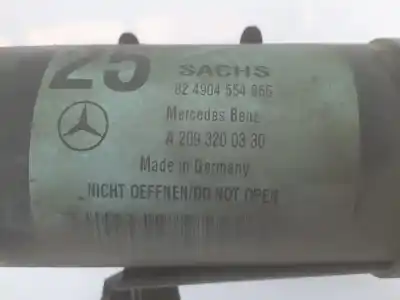 25
SACHS
82 4904 554 066
Mercedes Benz
A 209 320 03 30
Made in Germany
NICHT OEFFNEN/DO NOT OPEN